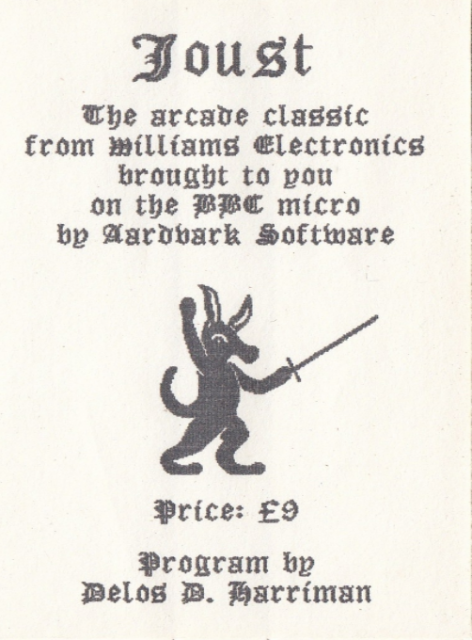 Joust
The arcade classic
from Williams Electronics
brought to you
on the BBC micro
by Aardvark Software
Price: £9
Program by
Delos D. Harriman